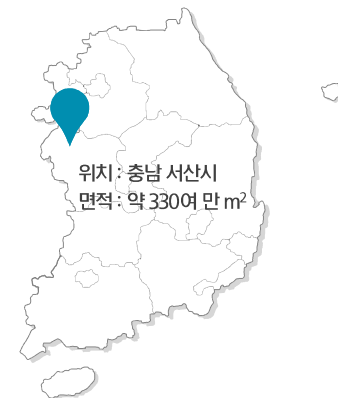 위치 : 충남 서산시
면적 : 약 330여 만 m²